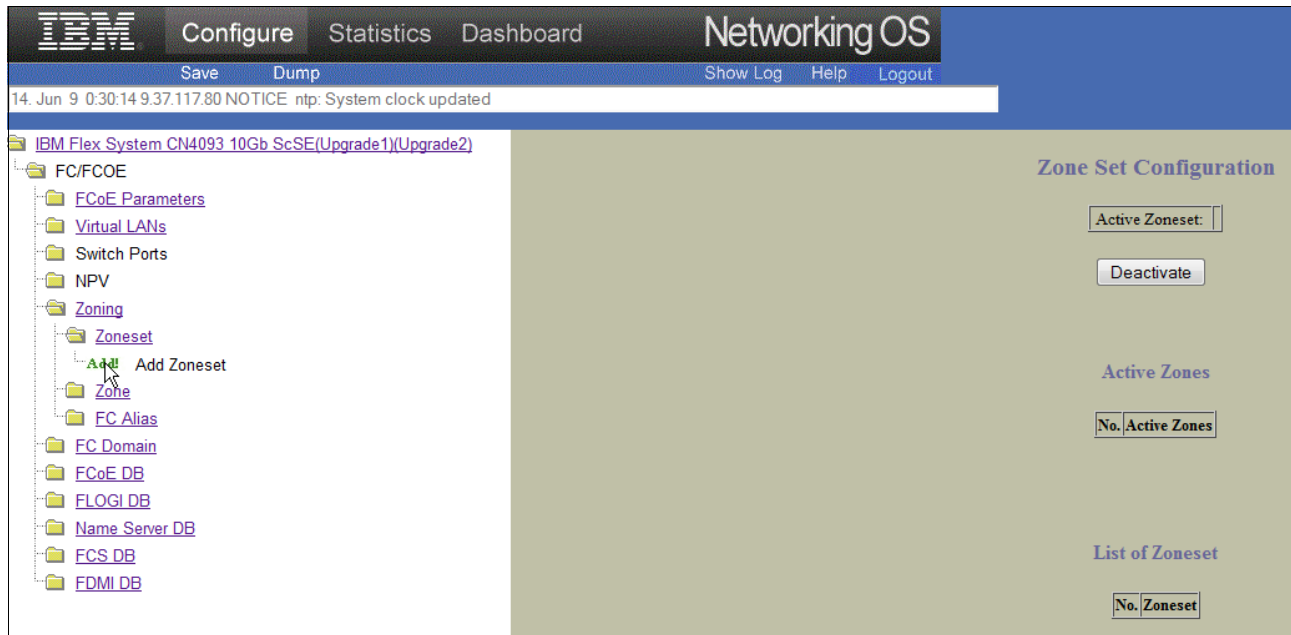 IBM. Configure Statistics Dashboard Networking OS
Save Dump Show Log Help Logout
14. Jun 9 0:30:14 9.37.117.80 NOTICE ntp: System clock updated
IBM Flex System CN4093 10Gb ScSE(Upgrade1)(Upgrade2)
FC/FCOE
FCoE Parameters
Virtual LANs
Switch Ports
NPV
Zoning
Zoneset
Add! Add Zoneset
Zone
FC Alias
FC Domain
FCoE DB
FLOGI DB
Name Server DB
FCS DB
FDMI DB
Zone Set Configuration
Active Zoneset:
Deactivate
Active Zones
No. Active Zones
List of Zoneset
No. Zoneset